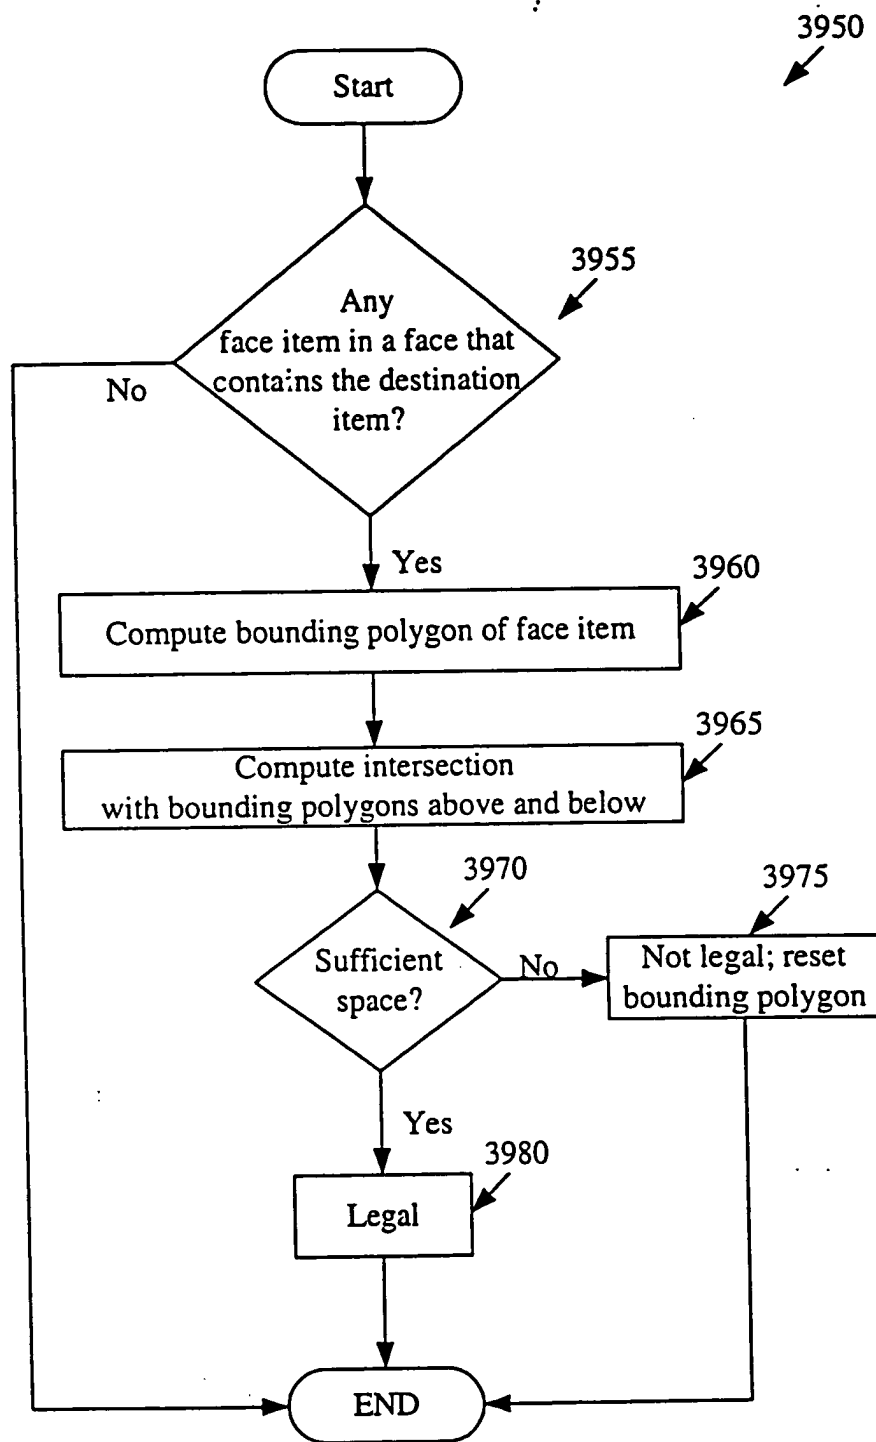 3950
Start
3955
Any
face item in a face that
contains the destination
item?
No
Yes
3960
Compute bounding polygon of face item
3965
Compute intersection
with bounding polygons above and below
3970
3975
Sufficient
space?
No
Not legal; reset
bounding polygon
Yes
3980
Legal
END